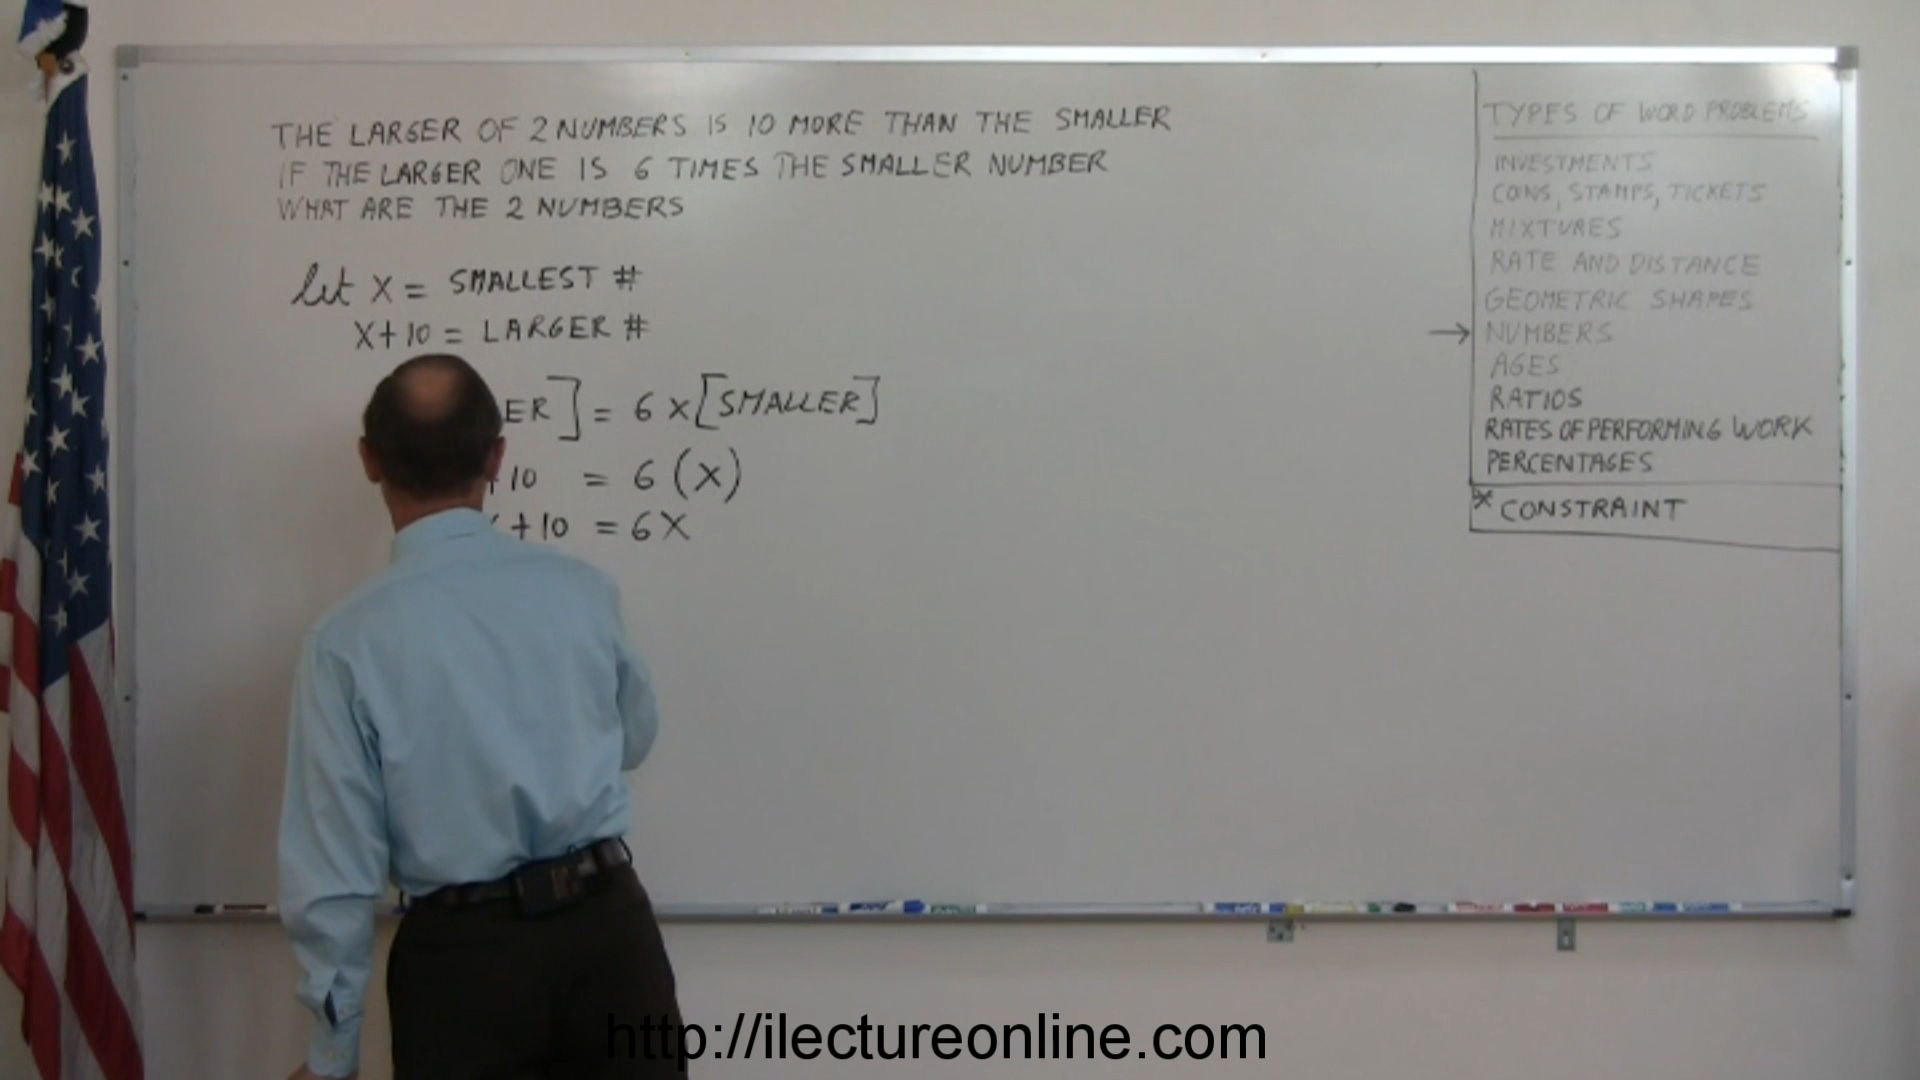 THE LARGER OF 2 NUMBERS IS 10 MORE THAN THE SMALLER
IF THE LARGER ONE IS 6 TIMES THE SMALLER NUMBER
WHAT ARE THE 2 NUMBERS
let x = SMALLEST #
x+10 = LARGER #
ER] = 6 x [SMALLER]
+10 = 6 (x)
+10 = 6x
TYPES OF WORD PROBLEMS
INVESTMENTS
COINS, STAMPS, TICKETS
MIXTURES
RATE AND DISTANCE
GEOMETRIC SHAPES
→ NUMBERS
AGES
RATIOS
RATES OF PERFORMING WORK
PERCENTAGES
* CONSTRAINT
http://ilectureonline.com